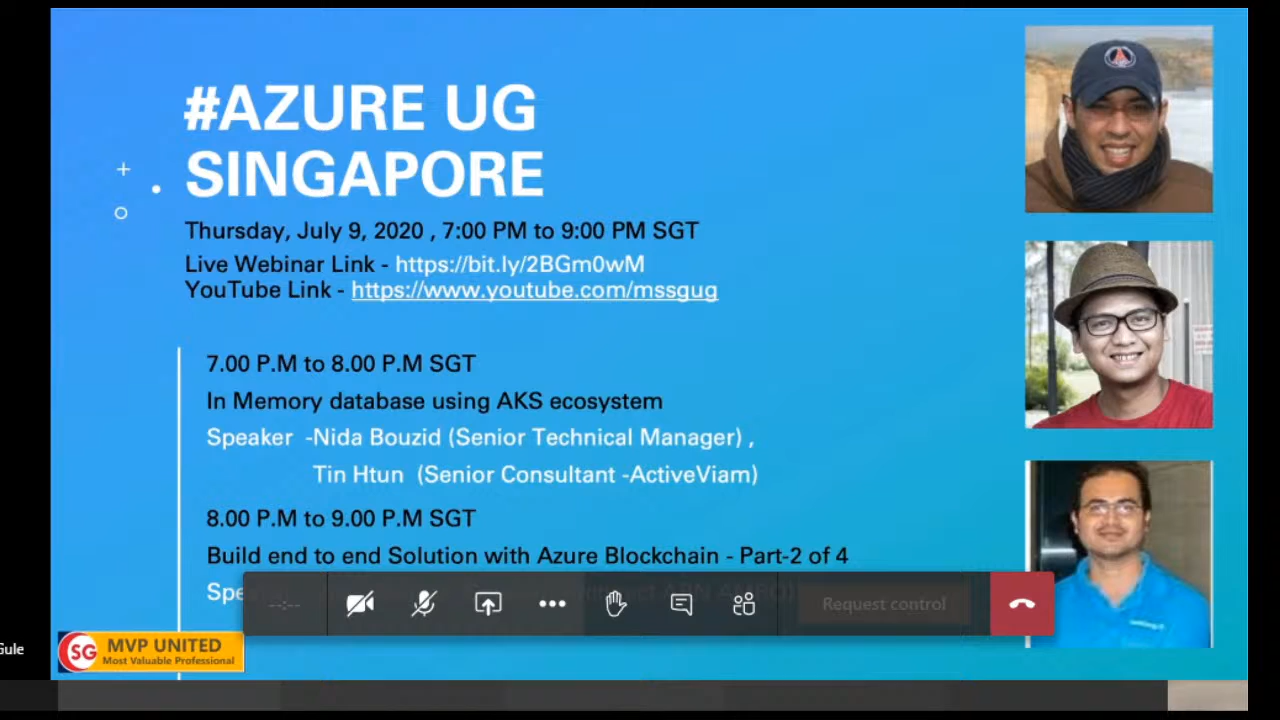 #AZURE UG
SINGAPORE
Thursday, July 9, 2020 , 7:00 PM to 9:00 PM SGT
Live Webinar Link - https://bit.ly/2BGm0wM
YouTube Link - https://www.youtube.com/mssgug
7.00 P.M to 8.00 P.M SGT
In Memory database using AKS ecosystem
Speaker -Nida Bouzid (Senior Technical Manager) ,
Tin Htun (Senior Consultant -ActiveViam)
8.00 P.M to 9.00 P.M SGT
Build end to end Solution with Azure Blockchain - Part-2 of 4
Spe
--:--
Request control
Gule
SG MVP UNITED
Most Valuable Professional